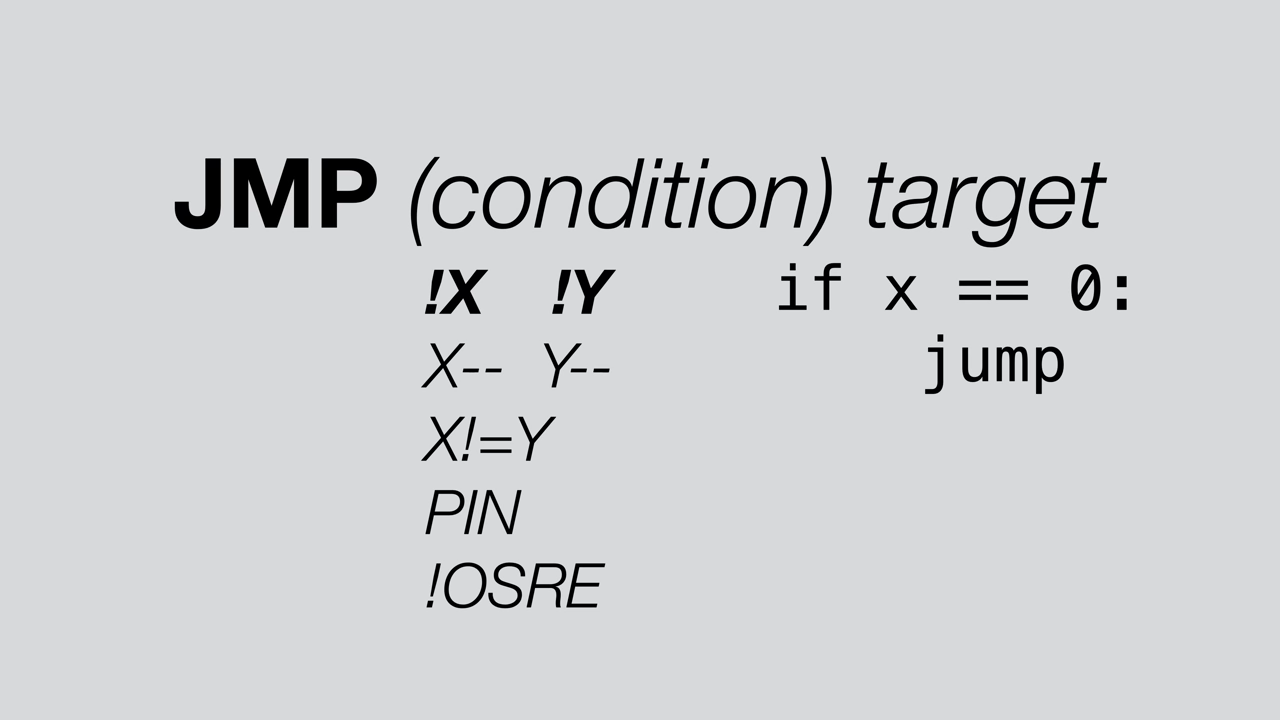 JMP (condition) target
!X !Y if x == 0:
X-- Y-- jump
X!=Y
PIN
!OSRE